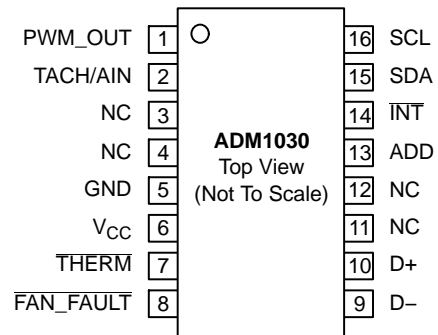 PWM_OUT 1 16 SCL
TACH/AIN 2 15 SDA
NC 3 14 INT
NC 4 ADM1030 13 ADD
Top View
GND 5 (Not To Scale) 12 NC
VCC 6 11 NC
THERM 7 10 D+
FAN_FAULT 8 9 D−